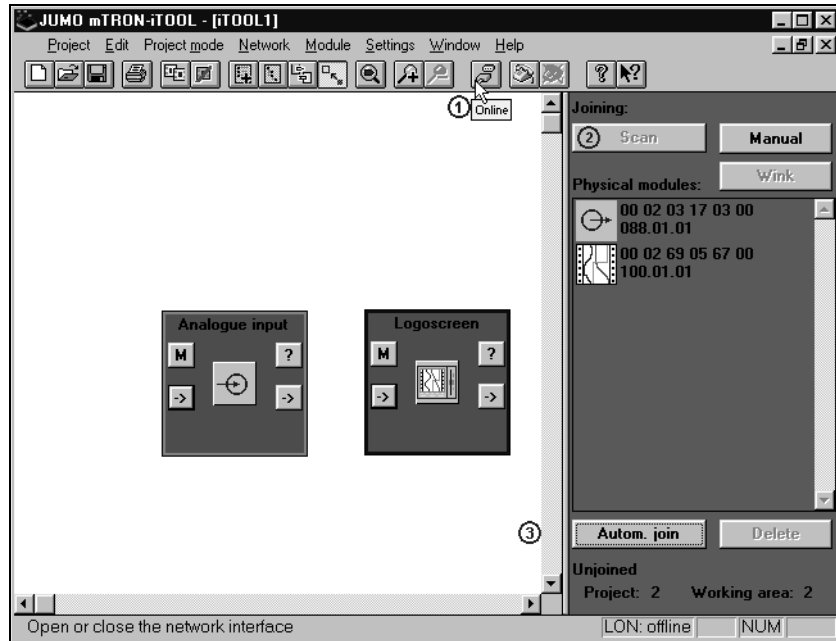 JUMO mTRON-iTOOL - [iTOOL1]
Project Edit Project mode Network Module Settings Window Help
1 Online
Joining:
2 Scan Manual
Wink
Physical modules:
00 02 03 17 03 00
088.01.01
00 02 69 05 67 00
100.01.01
Analogue input
M ?
-> ->
Logoscreen
M ?
-> ->
3 Autom. join Delete
Unjoined
Project: 2 Working area: 2
Open or close the network interface LON: offline NUM